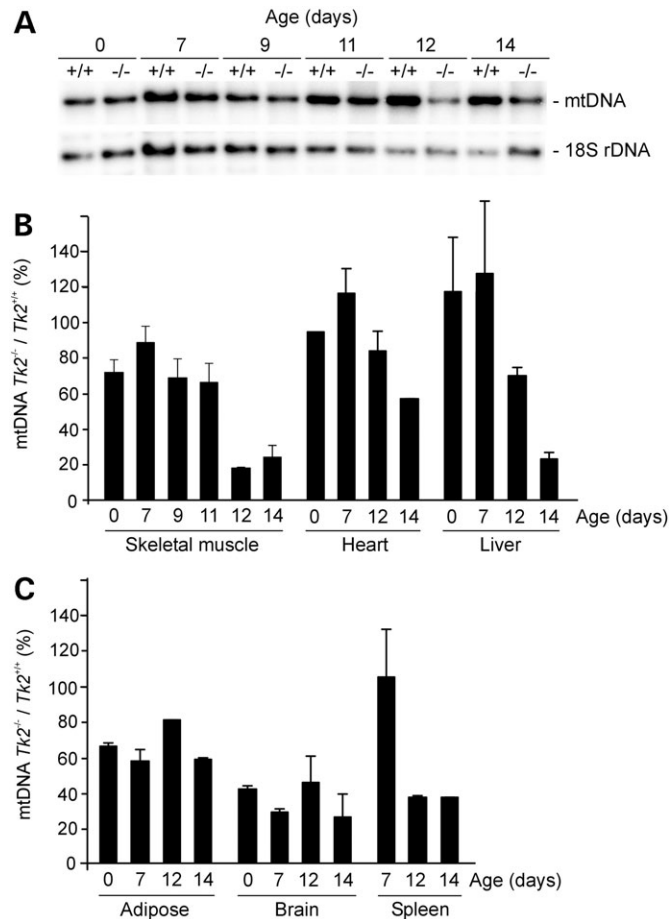 A
Age (days)
0 7 9 11 12 14
+/+ -/- +/+ -/- +/+ -/- +/+ -/- +/+ -/- +/+ -/-
- mtDNA
- 18S rDNA
B
mtDNA Tk2-/- / Tk2+/+ (%)
140
120
100
80
60
40
20
0
0 7 9 11 12 14 0 7 12 14 0 7 12 14 Age (days)
Skeletal muscle Heart Liver
C
mtDNA Tk2-/- / Tk2+/+ (%)
140
120
100
80
60
40
20
0
0 7 12 14 0 7 12 14 7 12 14 Age (days)
Adipose Brain Spleen